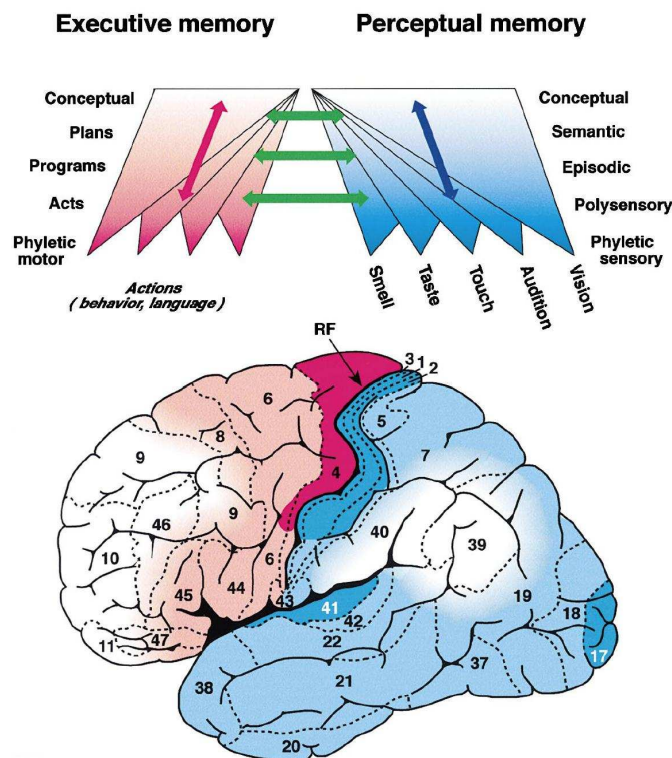 Executive memory
Perceptual memory
Conceptual
Plans
Programs
Acts
Phyletic
motor
Conceptual
Semantic
Episodic
Polysensory
Phyletic
sensory
Actions
( behavior, language )
Smell
Taste
Touch
Audition
Vision
RF
3 1 2
6
5
8
7
9
4
9
46
40
39
10
6
45
44
43
41
19
18
42
11
47
22
17
38
37
21
20